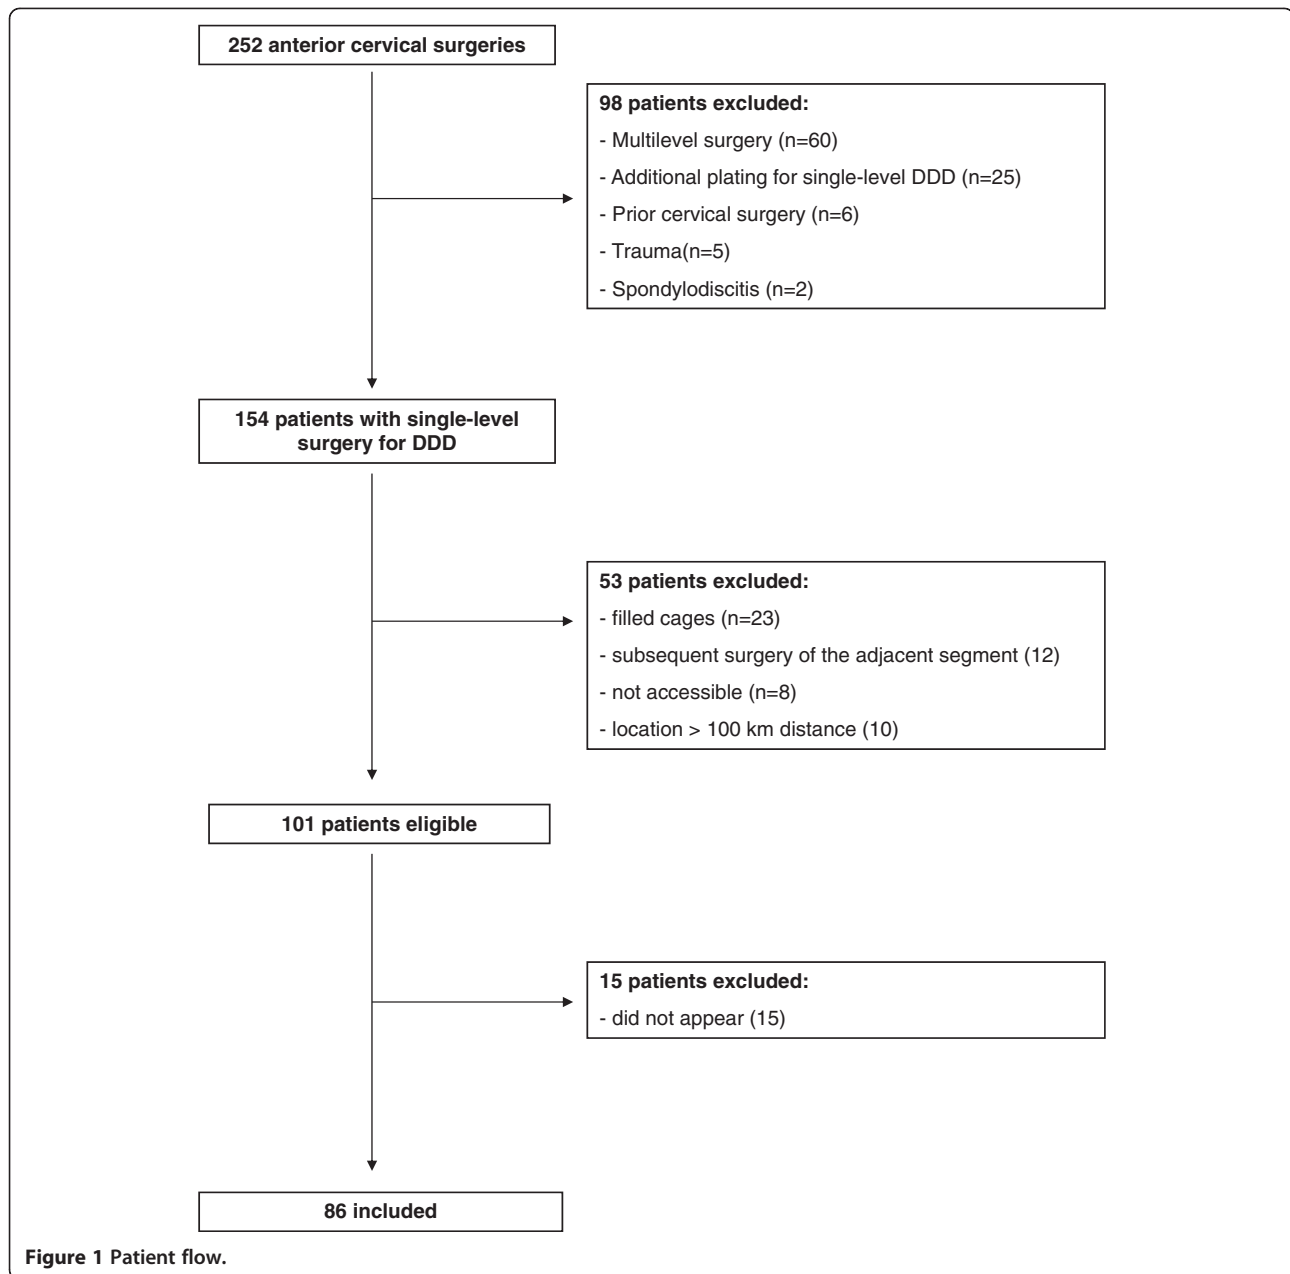 252 anterior cervical surgeries
98 patients excluded:
- Multilevel surgery (n=60)
- Additional plating for single-level DDD (n=25)
- Prior cervical surgery (n=6)
- Trauma(n=5)
- Spondylodiscitis (n=2)
154 patients with single-level
surgery for DDD
53 patients excluded:
- filled cages (n=23)
- subsequent surgery of the adjacent segment (12)
- not accessible (n=8)
- location > 100 km distance (10)
101 patients eligible
15 patients excluded:
- did not appear (15)
86 included
Figure 1 Patient flow.